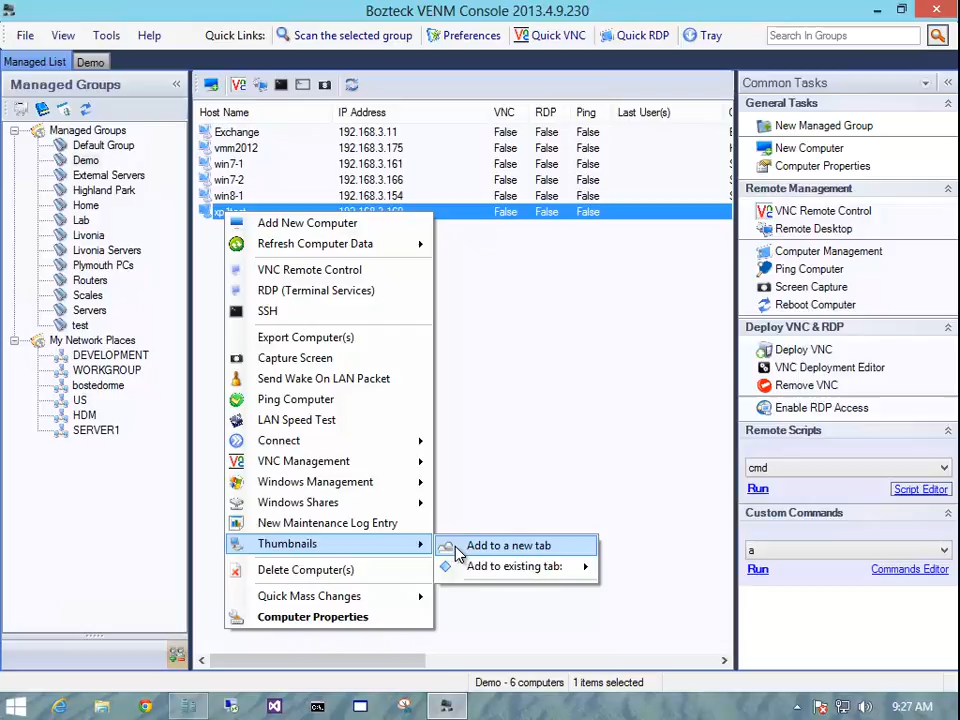 Bozteck VENM Console 2013.4.9.230
File View Tools Help Quick Links: Scan the selected group Preferences Quick VNC Quick RDP Tray Search In Groups
Managed List Demo
Managed Groups
Managed Groups
Default Group
Demo
External Servers
Highland Park
Home
Lab
Livonia
Livonia Servers
Plymouth PCs
Routers
Scales
Servers
test
My Network Places
DEVELOPMENT
WORKGROUP
bostedorme
US
HDM
SERVER1
Host Name IP Address VNC RDP Ping Last User(s)
Exchange 192.168.3.11 False False False
vmm2012 192.168.3.175 False False False
win7-1 192.168.3.161 False False False
win7-2 192.168.3.166 False False False
win8-1 192.168.3.154 False False False
False False False
Add New Computer
Refresh Computer Data
VNC Remote Control
RDP (Terminal Services)
SSH
Export Computer(s)
Capture Screen
Send Wake On LAN Packet
Ping Computer
LAN Speed Test
Connect
VNC Management
Windows Management
Windows Shares
New Maintenance Log Entry
Thumbnails
Delete Computer(s)
Quick Mass Changes
Computer Properties
Add to a new tab
Add to existing tab:
Common Tasks
General Tasks
New Managed Group
New Computer
Computer Properties
Remote Management
VNC Remote Control
Remote Desktop
Computer Management
Ping Computer
Screen Capture
Reboot Computer
Deploy VNC & RDP
Deploy VNC
VNC Deployment Editor
Remove VNC
Enable RDP Access
Remote Scripts
cmd
Run Script Editor
Custom Commands
a
Run Commands Editor
Demo - 6 computers 1 items selected
9:27 AM